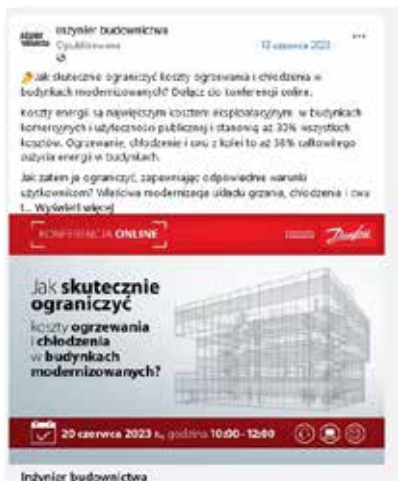 Inżynier budownictwa
Opublikowane
12 czerwca 2023
Jak skutecznie ograniczyć koszty ogrzewania i chłodzenia w
budynkach modernizowanych? Dołącz do konferencji online.
Koszty energii są największym kosztem eksploatacyjnym w budynkach
komercyjnych i użyteczności publicznej i stanowią aż 30% wszystkich
kosztów. Ogrzewanie, chłodzenie i cwu z kolei to aż 38% całkowitego
zużycia energii w budynkach.
Jak zatem je ograniczyć, zapewniając odpowiednie warunki
użytkownikom? Właściwa modernizacja układu grzania, chłodzenia i cwu
t... Wyświetl więcej
KONFERENCJA ONLINE
Danfoss
Jak skutecznie
ograniczyć
koszty ogrzewania
i chłodzenia
w budynkach
modernizowanych?
20 czerwca 2023 r., godzina 10:00-12:00
Inżynier budownictwa